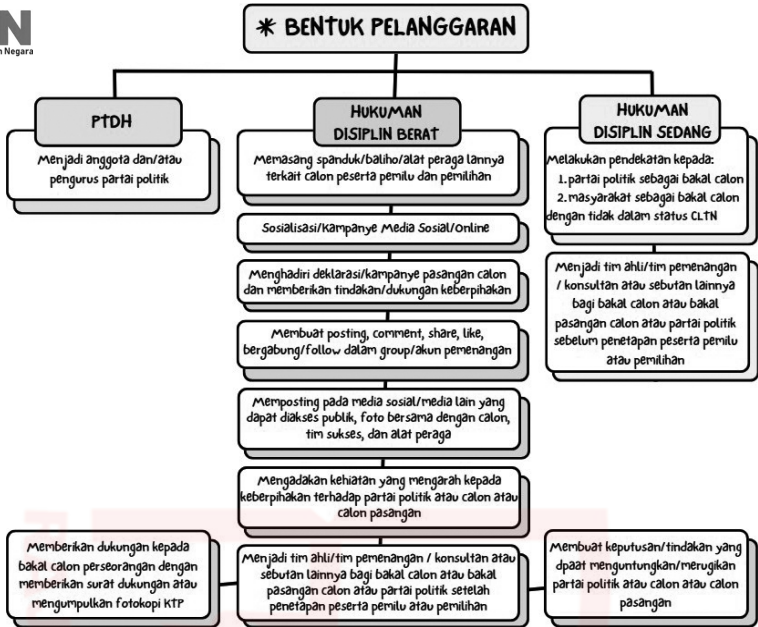 N
n Negara
* BENTUK PELANGGARAN
PTDH
Menjadi anggota dan/atau
pengurus partai politik
HUKUMAN
DISIPLIN BERAT
Memasang spanduk/baliho/alat peraga lannya
terkait calon peserta pemilu dan pemilihan
Sosialisasi/Kampanye Media Sosial/Online
Menghadiri deklarasi/kampanye pasangan calon
dan memberikan tindakan/dukungan keberpihakan
Membuat posting, comment, share, like,
bergabung/follow dalam group/akun pemenangan
Memposting pada media sosial/media lain yang
dapat diakses publik, foto bersama dengan calon,
tim sukses, dan alat peraga
Mengadakan kehiatan yang mengarah kepada
keberpihakan terhadap partai politik atau calon atau
calon pasangan
Memberikan dukungan kepada
bakal calon perseorangan dengan
memberikan surat dukungan atau
mengumpulkan fotokopi KTP
Menjadi tim ahli/tim pemenangan / konsultan atau
sebutan lainnya bagi bakal calon atau bakal
pasangan calon atau partai politik setelah
penetapan peserta pemilu atau pemilihan
Membuat keputusan/tindakan yang
dpaat menguntungkan/merugikan
partai politik atau calon atau calon
pasangan
HUKUMAN
DISIPLIN SEDANG
Melakukan pendekatan kepada:
1. partai politik sebagai bakal calon
2. masyarakat sebagai bakal calon
dengan tidak dalam status CLTN
Menjadi tim ahli/tim pemenangan
/ konsultan atau sebutan lainnya
bagi bakal calon atau bakal
pasangan calon atau partai politik
sebelum penetapan peserta pemilu
atau pemilihan